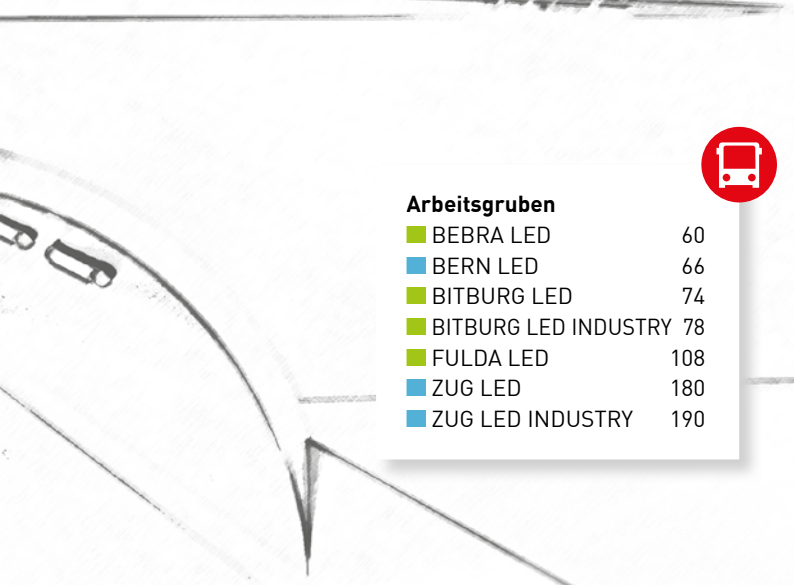 Arbeitsgruben
BEBRA LED 60
BERN LED 66
BITBURG LED 74
BITBURG LED INDUSTRY 78
FULDA LED 108
ZUG LED 180
ZUG LED INDUSTRY 190